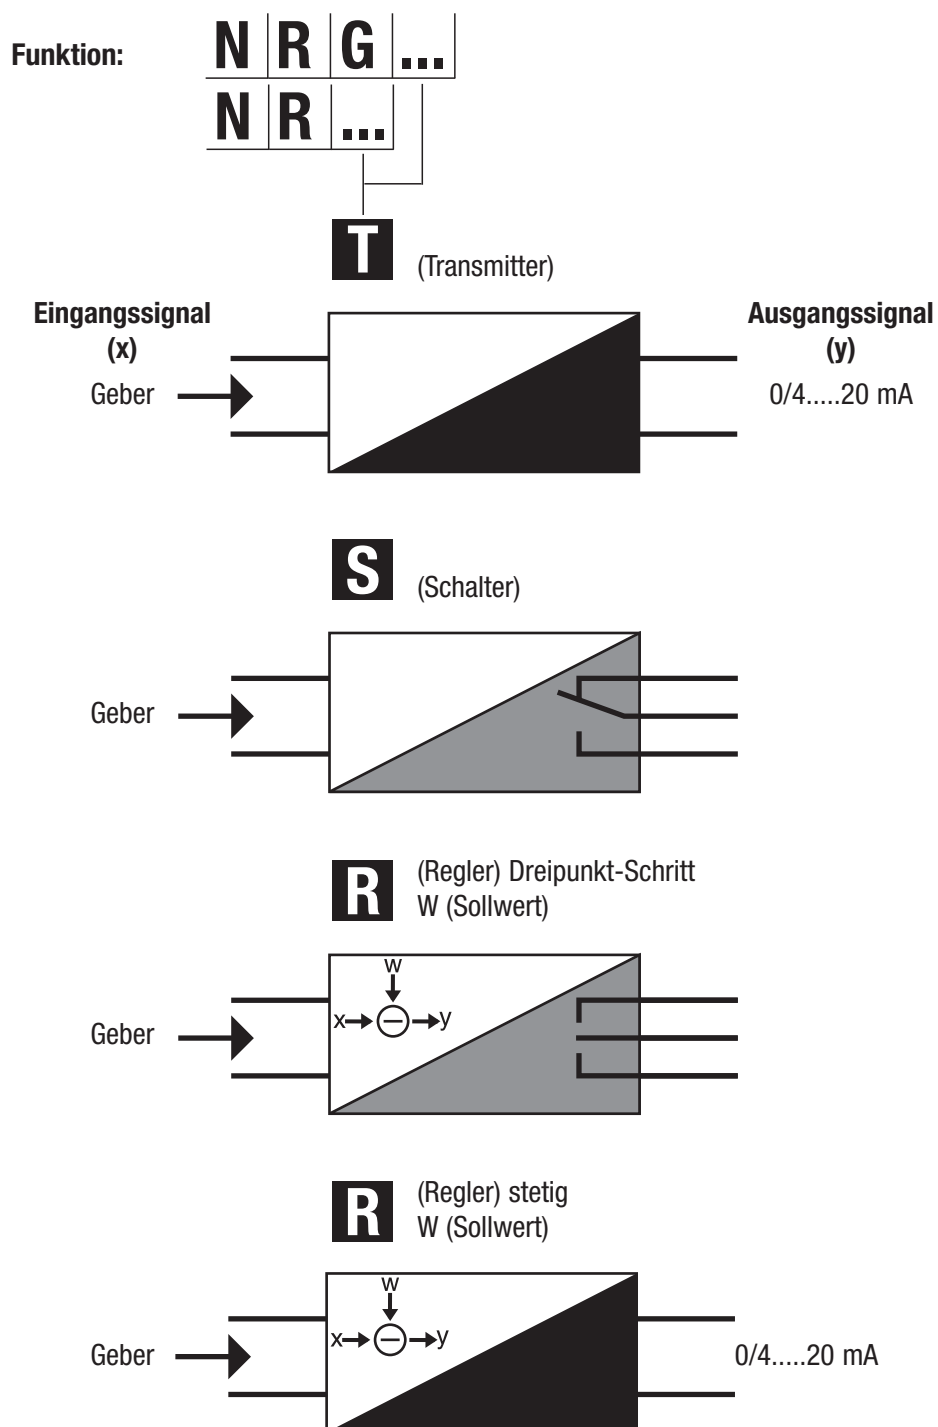 Funktion: N R G ...
N R ...
T (Transmitter)
Eingangssignal
(x)
Ausgangssignal
(y)
Geber
0/4.....20 mA
S (Schalter)
Geber
R (Regler) Dreipunkt-Schritt
W (Sollwert)
w
x y
Geber
R (Regler) stetig
W (Sollwert)
w
x y
Geber
0/4.....20 mA